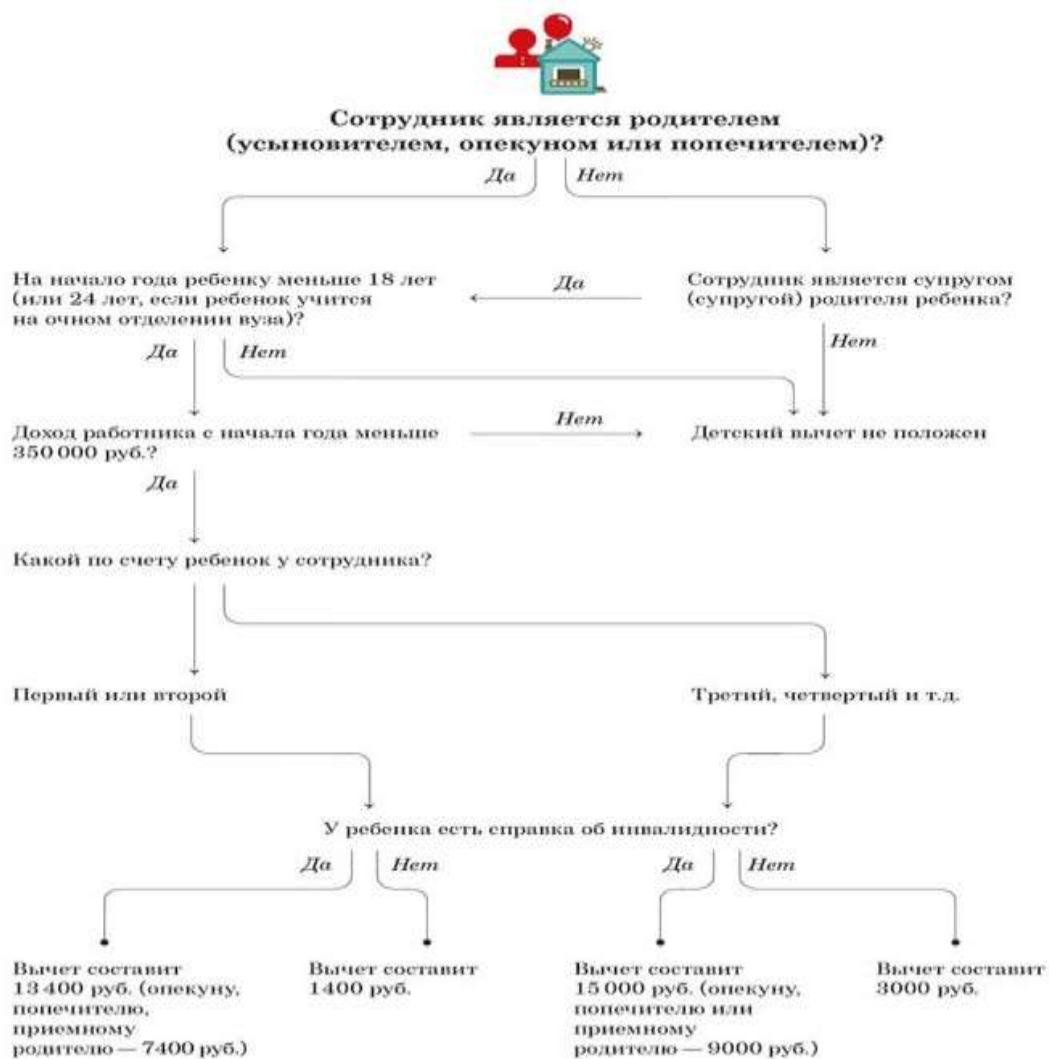 Сотрудник является родителем
(усыновителем, опекуном или попечителем)?
Да
Нет
На начало года ребенку меньше 18 лет
(или 24 лет, если ребенок учится
на очном отделении вуза)?
Да
Сотрудник является супругом
(супругой) родителя ребенка?
Да
Нет
Нет
Доход работника с начала года меньше
350 000 руб.?
Нет
Детский вычет не положен
Да
Какой по счету ребенок у сотрудника?
Первый или второй
Третий, четвертый и т.д.
У ребенка есть справка об инвалидности?
Да
Нет
Да
Нет
Вычет составит
13 400 руб. (опекуну,
попечителю,
приемному
родителю — 7400 руб.)
Вычет составит
1400 руб.
Вычет составит
15 000 руб. (опекуну,
попечителю или
приемному
родителю — 9000 руб.)
Вычет составит
3000 руб.